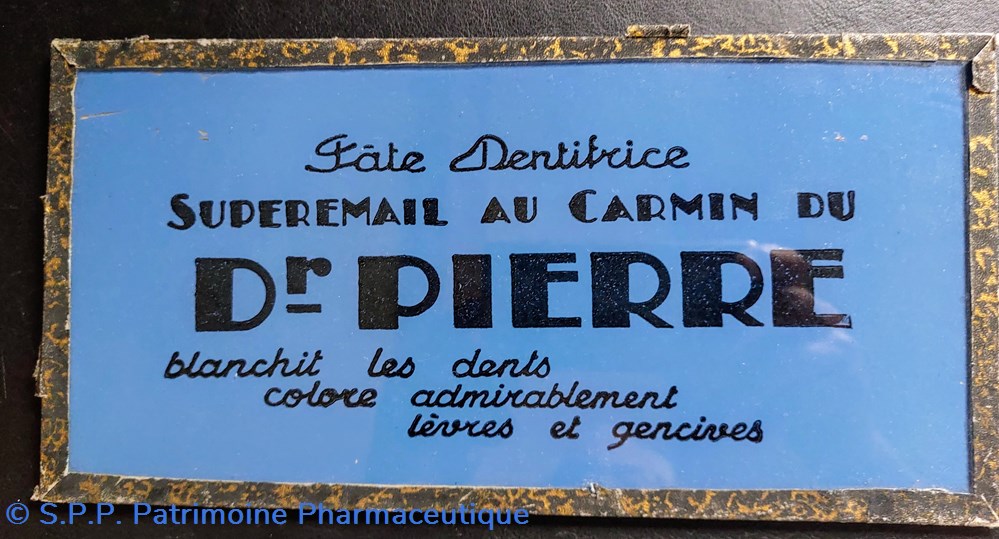 Pâte Dentifrice
SUPEREMAIL AU CARMIN DU
Dr PIERRE
blanchit les dents
colore admirablement
lèvres et gencives
© S.P.P. Patrimoine Pharmaceutique